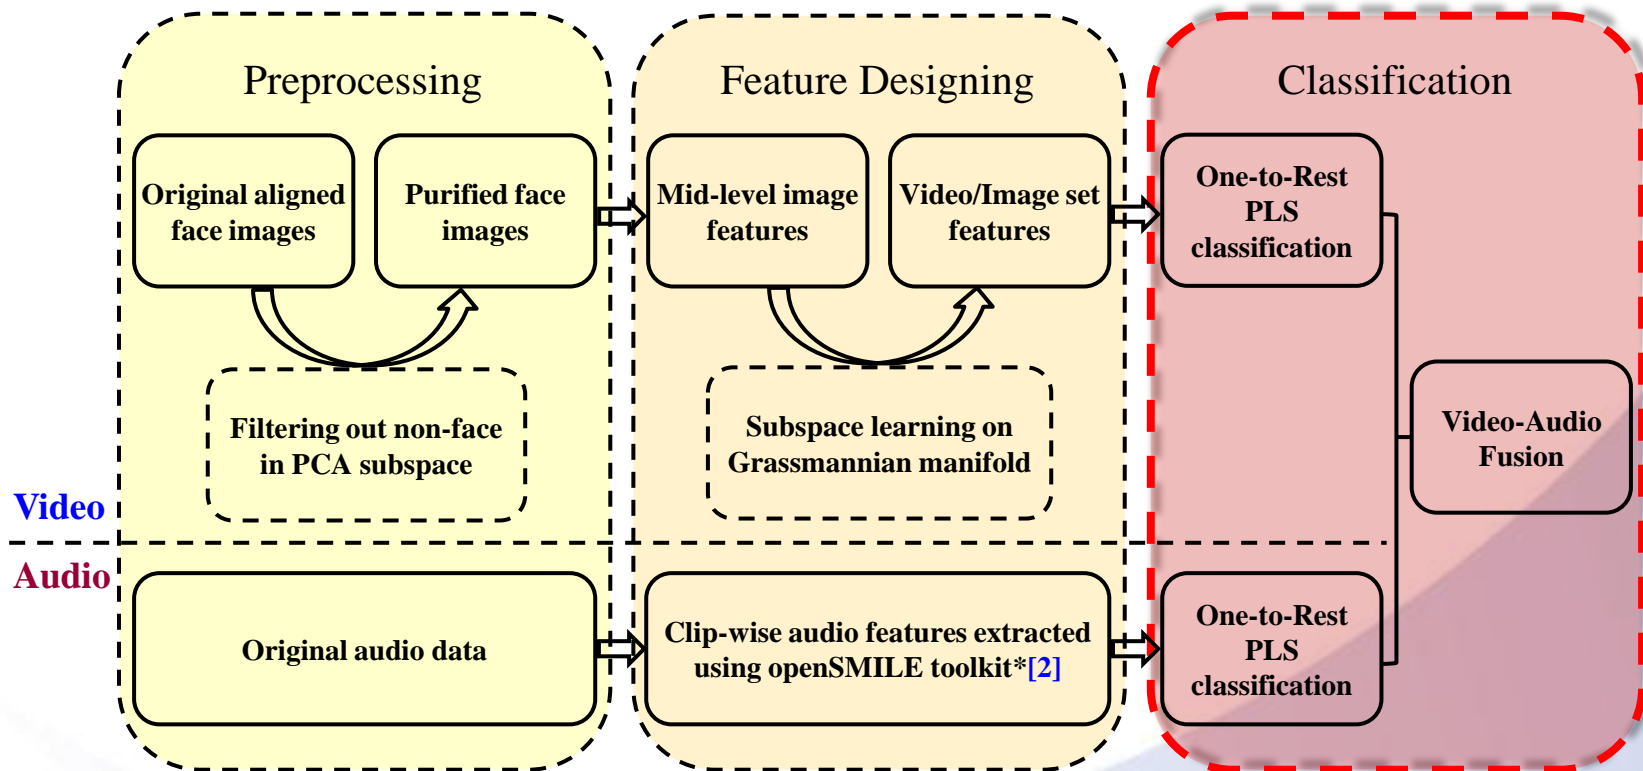 Preprocessing
Original aligned
face images
Purified face
images
Filtering out non-face
in PCA subspace
Feature Designing
Mid-level image
features
Video/Image set
features
Subspace learning on
Grassmannian manifold
Classification
One-to-Rest
PLS
classification
Video-Audio
Fusion
Video
Audio
Original audio data
Clip-wise audio features extracted
using openSMILE toolkit*[2]
One-to-Rest
PLS
classification